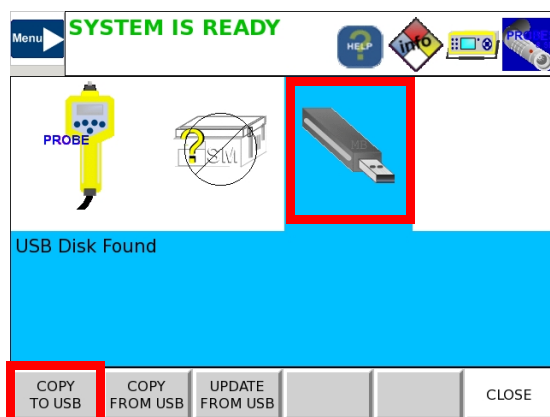 Menu
SYSTEM IS READY
HELP
info
PROBE
PROBE
? SM
MB
USB Disk Found
COPY
TO USB
COPY
FROM USB
UPDATE
FROM USB
CLOSE